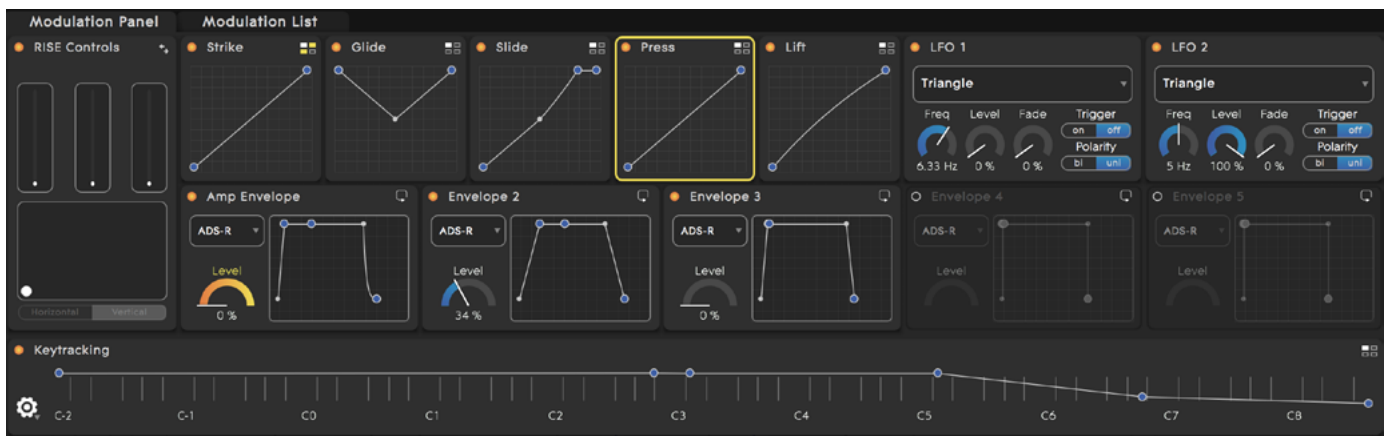 Modulation Panel Modulation List
RISE Controls
Strike
Glide
Slide
Press
Lift
LFO 1
Triangle
Freq Level Fade Trigger
on off
Polarity
bi uni
6.33 Hz 0 % 0 %
LFO 2
Triangle
Freq Level Fade Trigger
on off
Polarity
bi uni
5 Hz 100 % 0 %
Horizontal Vertical
Amp Envelope
ADS-R
Level
0 %
Envelope 2
ADS-R
Level
34 %
Envelope 3
ADS-R
Level
0 %
Envelope 4
ADS-R
Level
Envelope 5
ADS-R
Level
Keytracking
C-2 C-1 C0 C1 C2 C3 C4 C5 C6 C7 C8